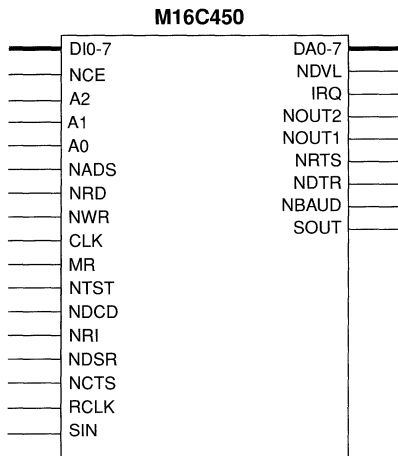 M16C450
DI0-7 DA0-7
NCE NDVL
A2 IRQ
A1 NOUT2
A0 NOUT1
NADS NRTS
NRD NDTR
NWR NBAUD
CLK SOUT
MR
NTST
NDCD
NRI
NDSR
NCTS
RCLK
SIN